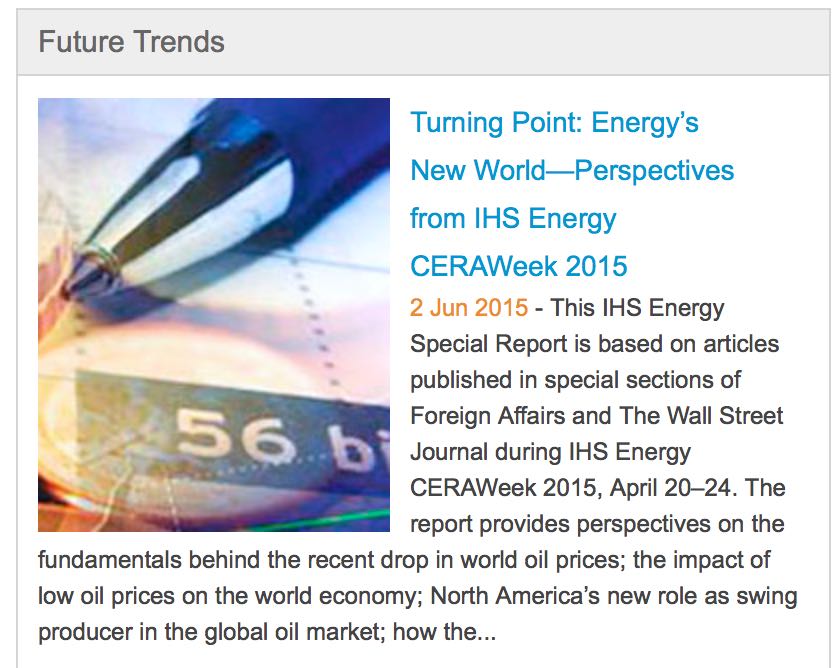 Future Trends
Turning Point: Energy’s
New World—Perspectives
from IHS Energy
CERAWeek 2015
2 Jun 2015 - This IHS Energy
Special Report is based on articles
published in special sections of
Foreign Affairs and The Wall Street
Journal during IHS Energy
CERAWeek 2015, April 20–24. The
report provides perspectives on the
56 bi
fundamentals behind the recent drop in world oil prices; the impact of
low oil prices on the world economy; North America’s new role as swing
producer in the global oil market; how the...